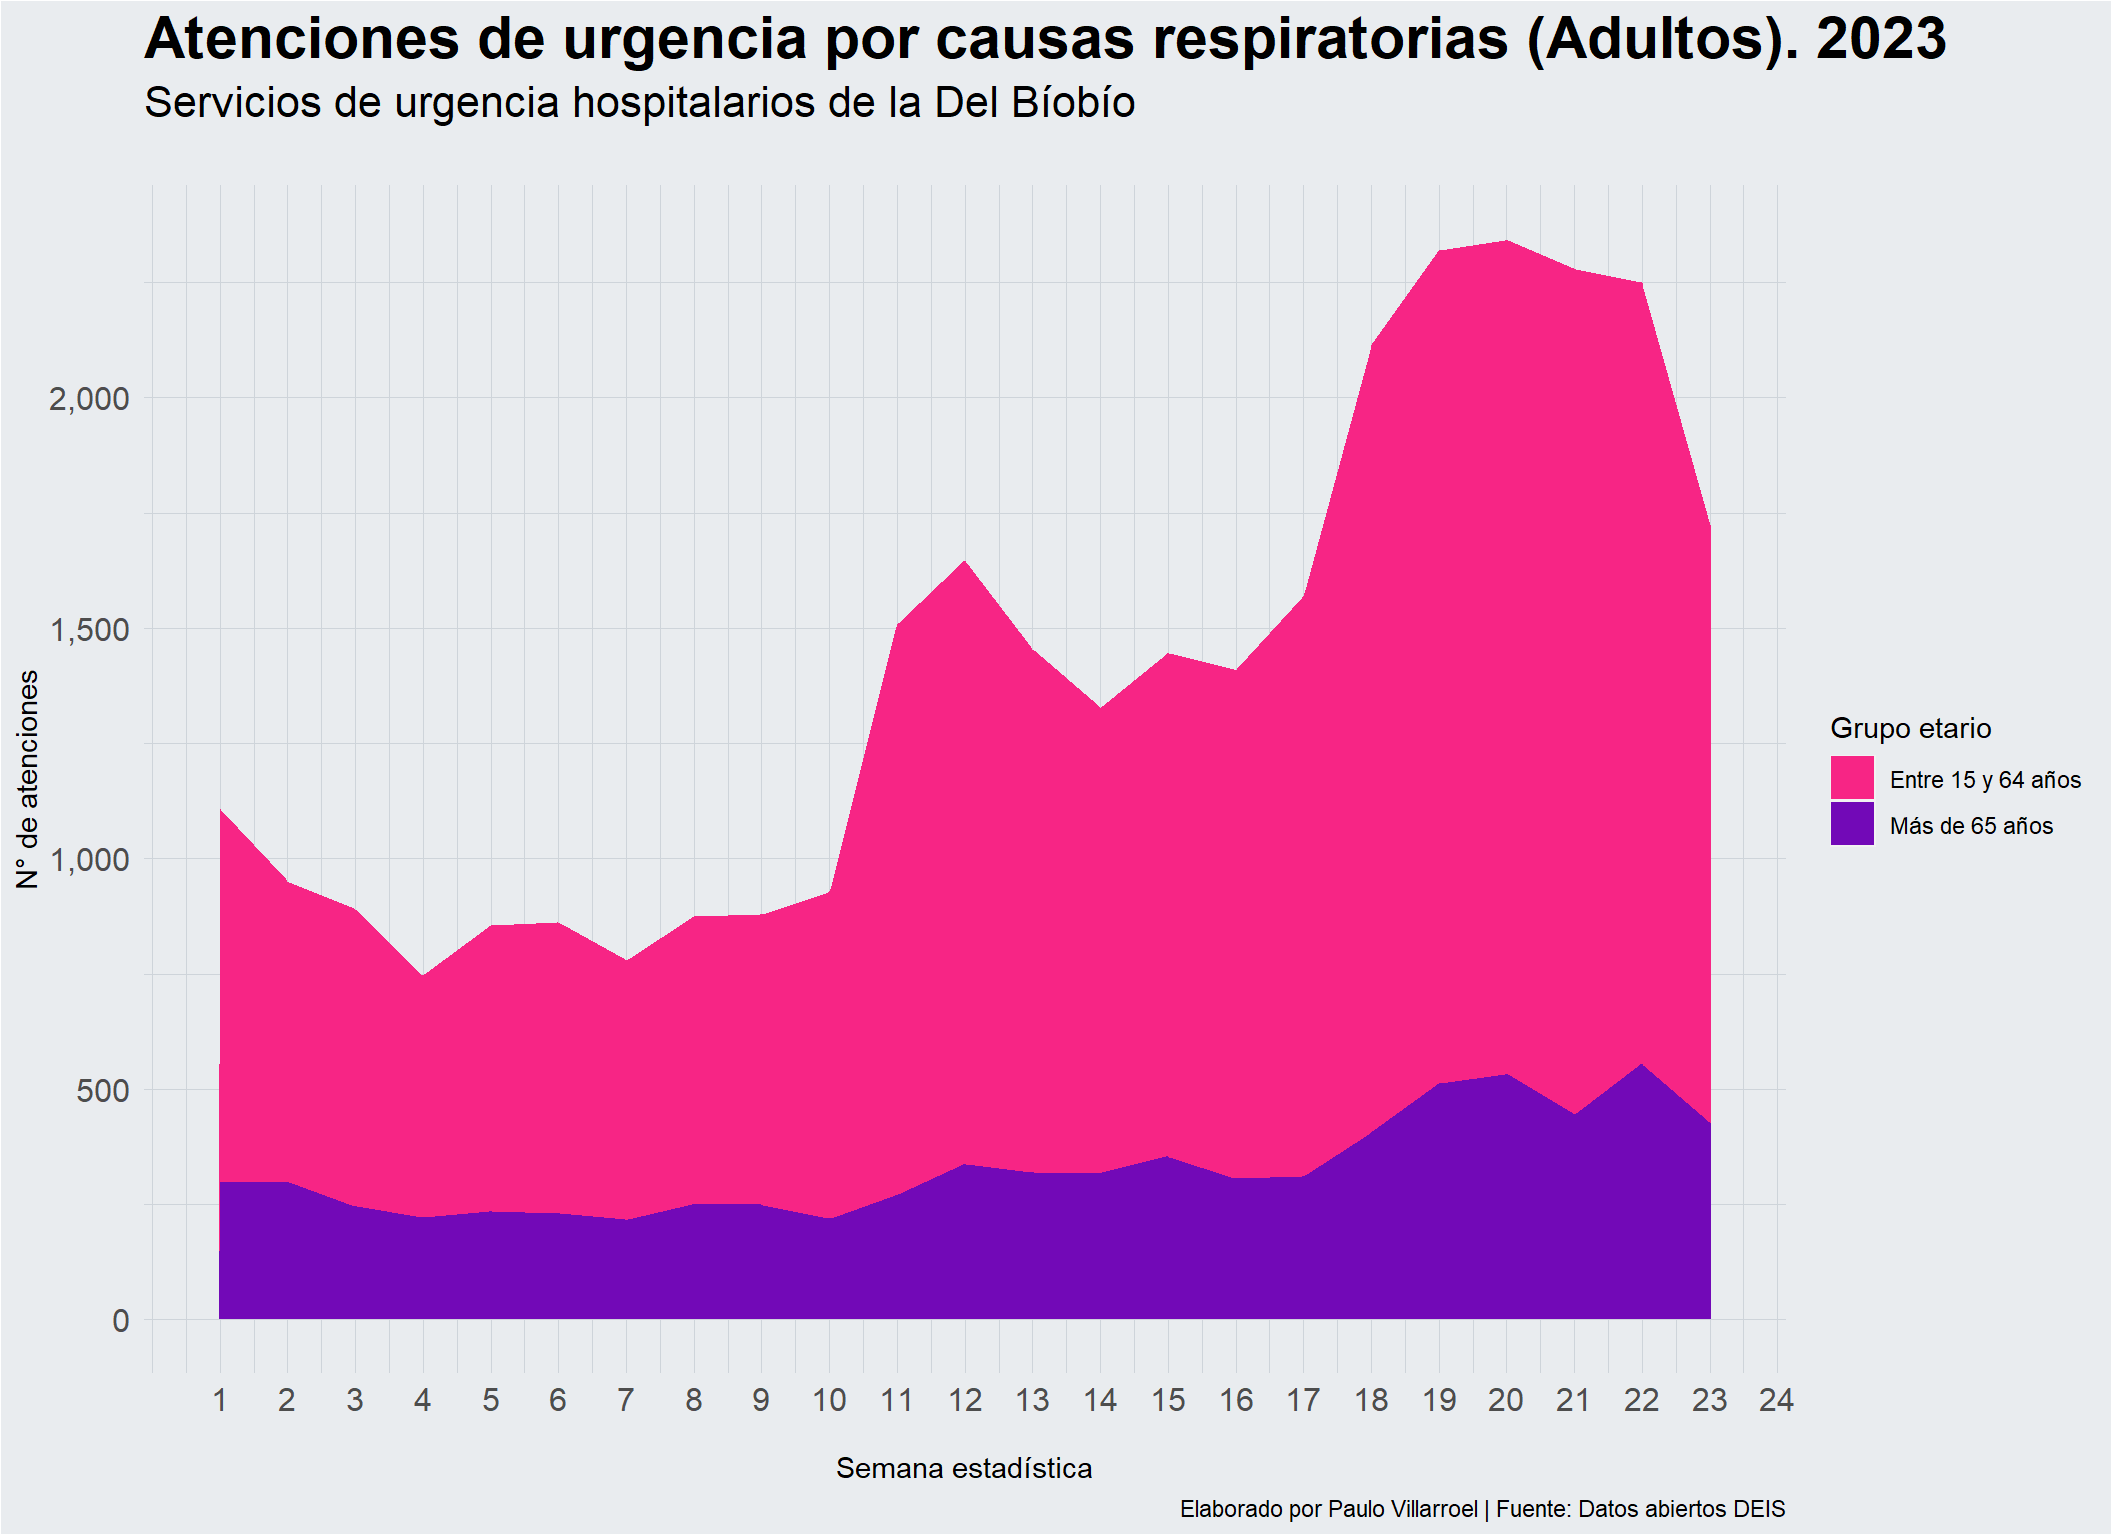 Atenciones de urgencia por causas respiratorias (Adultos). 2023
Servicios de urgencia hospitalarios de la Del Bíobío
N° de atenciones
2,000
1,500
1,000
500
0
1 2 3 4 5 6 7 8 9 10 11 12 13 14 15 16 17 18 19 20 21 22 23 24
Semana estadística
Grupo etario
Entre 15 y 64 años
Más de 65 años
Elaborado por Paulo Villarroel | Fuente: Datos abiertos DEIS